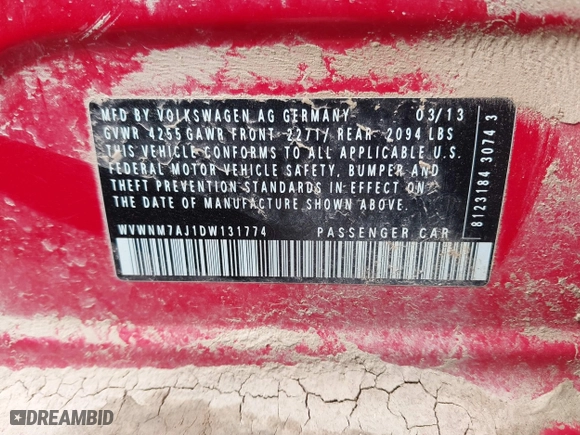 MFD BY VOLKSWAGEN AG GERMANY 03/13
GVWR 4255 GAWR FRONT 2271/ REAR 2094 LBS
THIS VEHICLE CONFORMS TO ALL APPLICABLE U.S.
FEDERAL MOTOR VEHICLE SAFETY, BUMPER AND
THEFT PREVENTION STANDARDS IN EFFECT ON
THE DATE OF MANUFACTURE SHOWN ABOVE.
WVWNM7AJ1DW131774 PASSENGER CAR
8123184 3074 3
DREAMBID